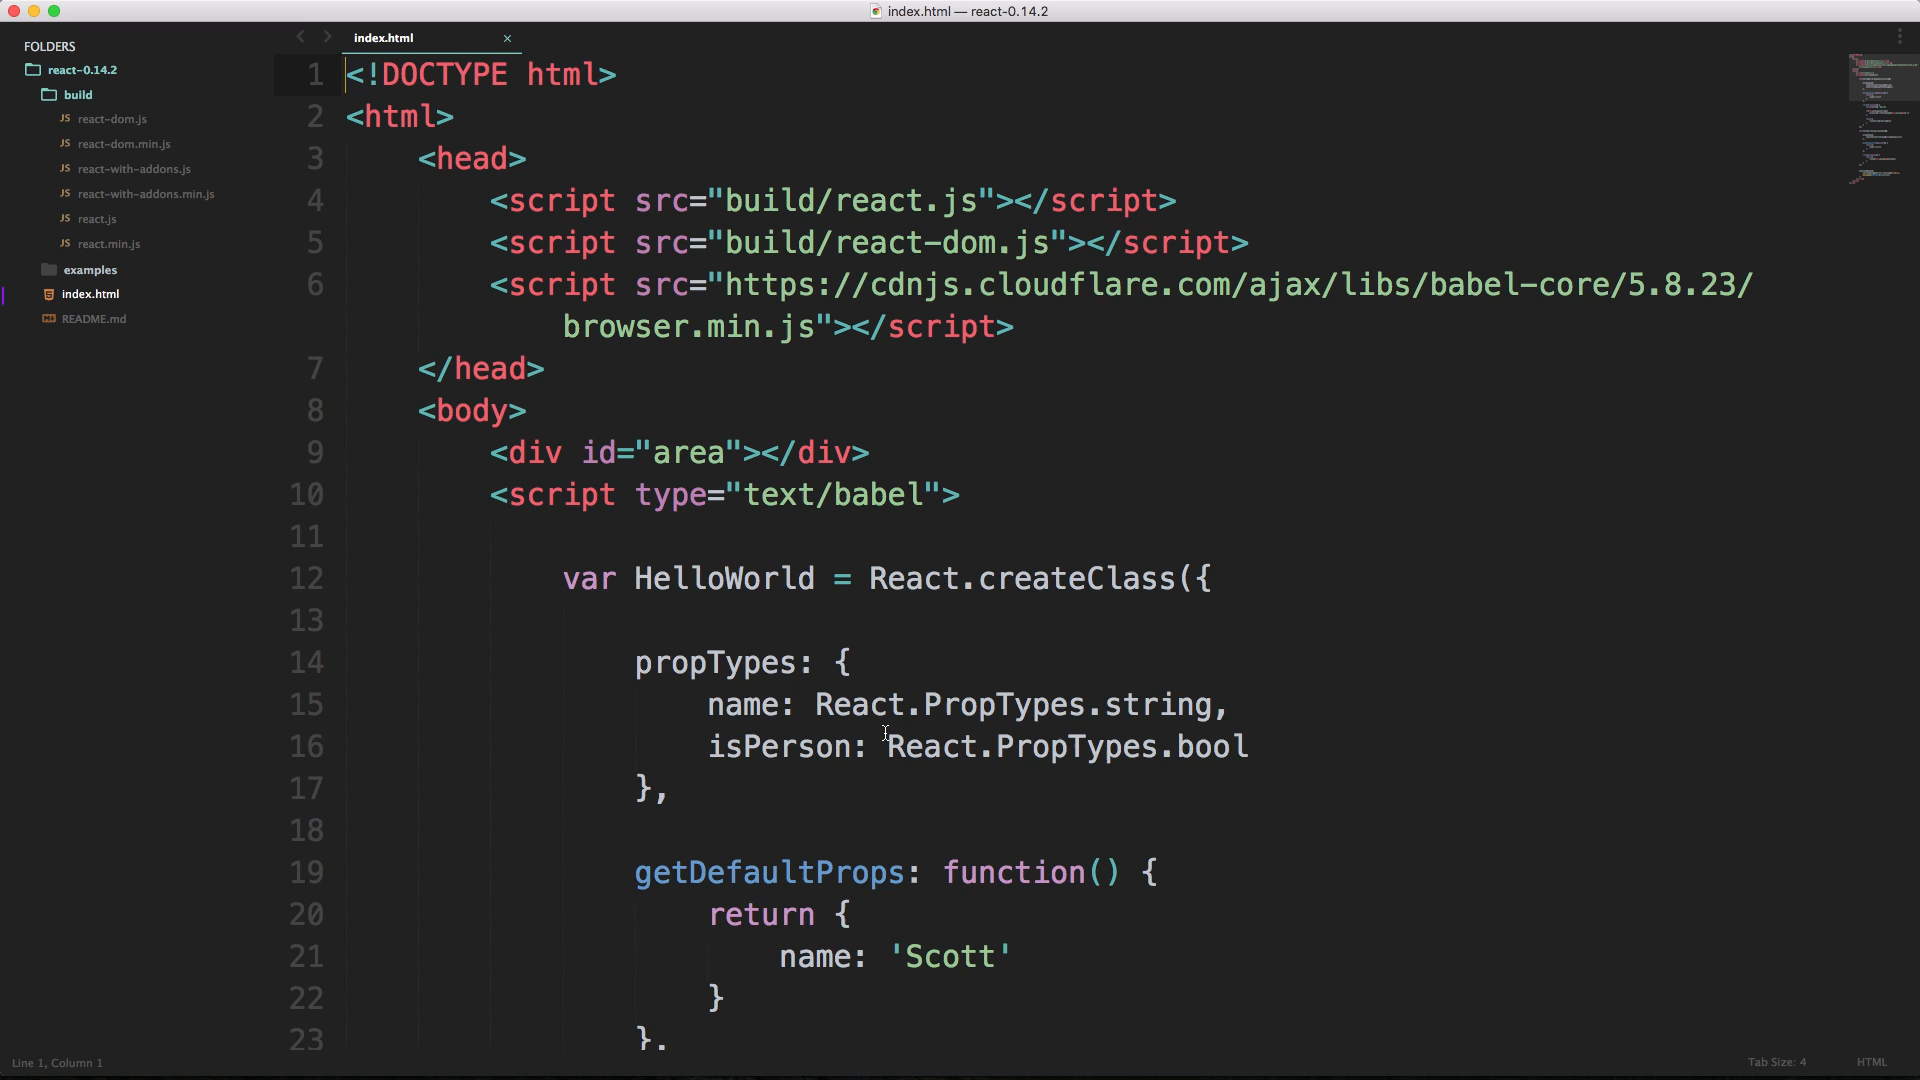 index.html — react-0.14.2
FOLDERS
react-0.14.2
build
JS react-dom.js
JS react-dom.min.js
JS react-with-addons.js
JS react-with-addons.min.js
JS react.js
JS react.min.js
examples
index.html
README.md
index.html ×
1 <!DOCTYPE html>
2 <html>
3 <head>
4 <script src="build/react.js"></script>
5 <script src="build/react-dom.js"></script>
6 <script src="https://cdnjs.cloudflare.com/ajax/libs/babel-core/5.8.23/
browser.min.js"></script>
7 </head>
8 <body>
9 <div id="area"></div>
10 <script type="text/babel">
11
12 var HelloWorld = React.createClass({
13
14 propTypes: {
15 name: React.PropTypes.string,
16 isPerson: React.PropTypes.bool
17 },
18
19 getDefaultProps: function() {
20 return {
21 name: 'Scott'
22 }
23 },
Line 1, Column 1
Tab Size: 4
HTML